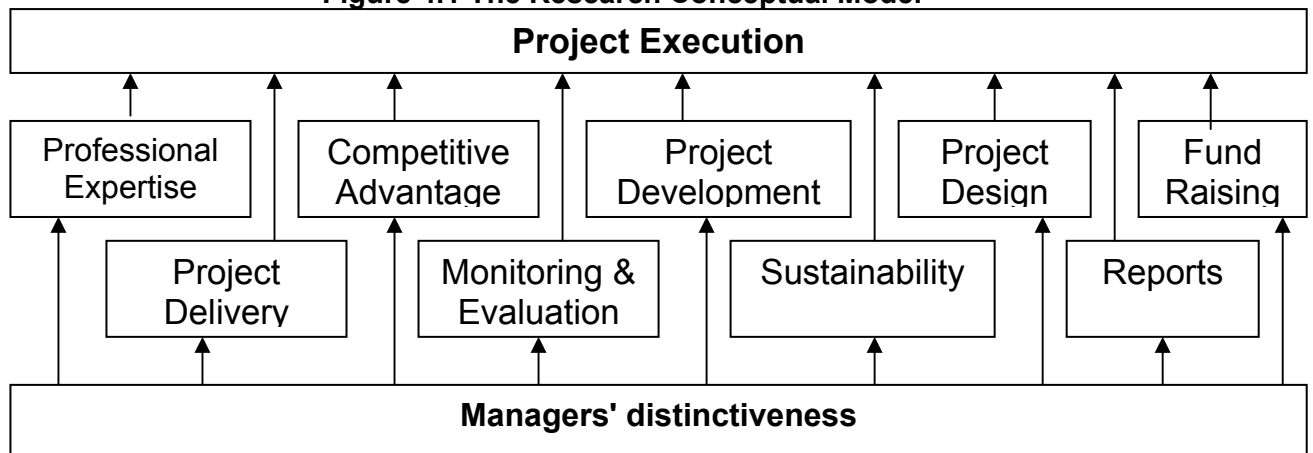 Project Execution
Professional
Expertise
Competitive
Advantage
Project
Development
Project
Design
Fund
Raising
Project
Delivery
Monitoring &
Evaluation
Sustainability
Reports
Managers' distinctiveness